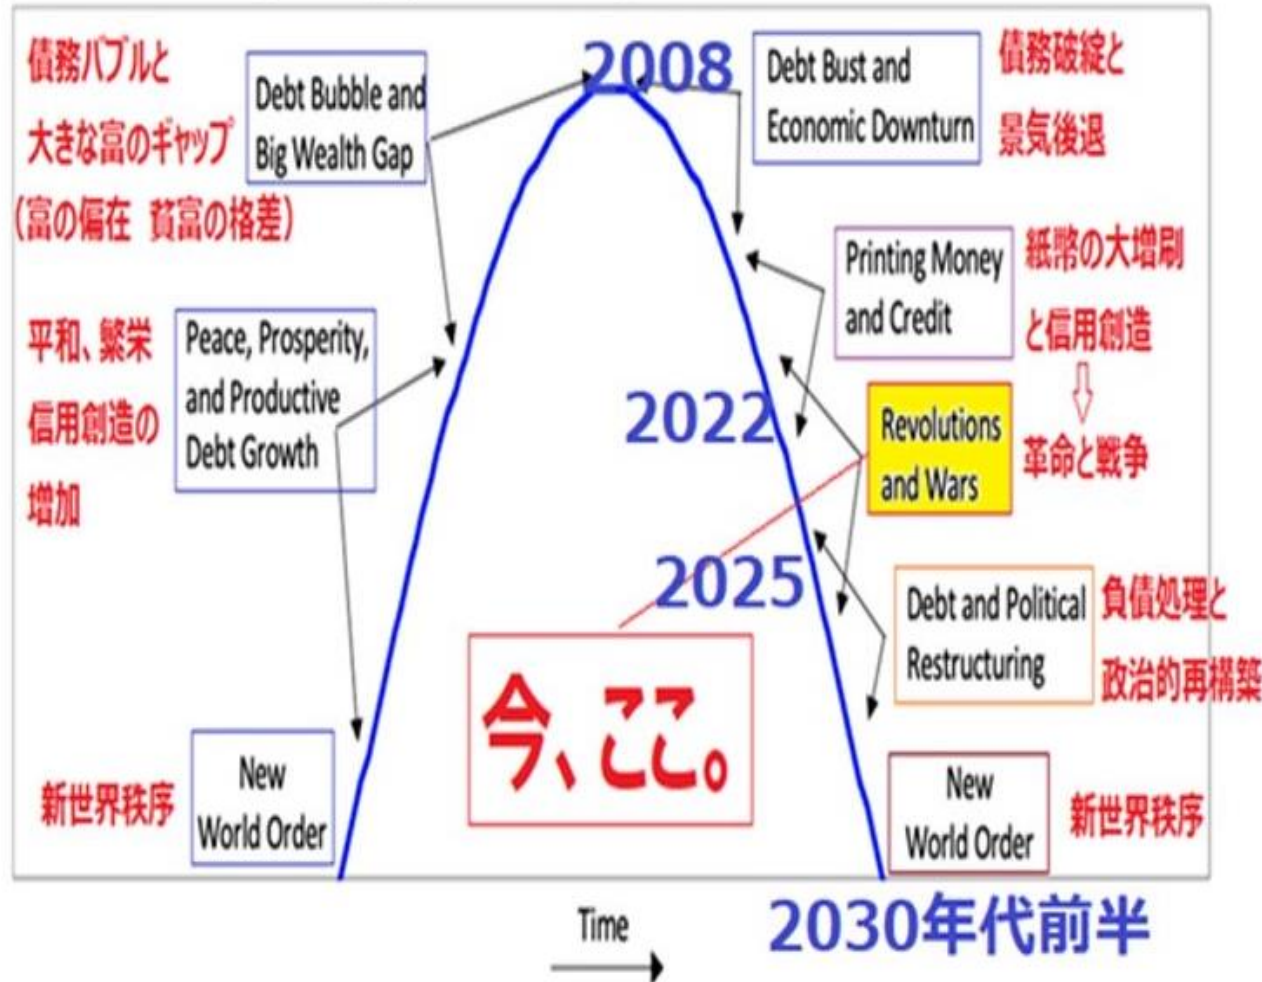 債務バブルと
大きな富のギャップ
（富の偏在 貧富の格差）
Debt Bubble and
Big Wealth Gap
2008
Debt Bust and
Economic Downturn
債務破綻と
景気後退
平和、繁栄
信用創造の
増加
Peace, Prosperity,
and Productive
Debt Growth
Printing Money
and Credit
紙幣の大増刷
と信用創造
2022
Revolutions
and Wars
革命と戦争
2025
Debt and Political
Restructuring
負債処理と
政治的再構築
今、ここ。
新世界秩序
New
World Order
New
World Order
新世界秩序
Time
2030年代前半